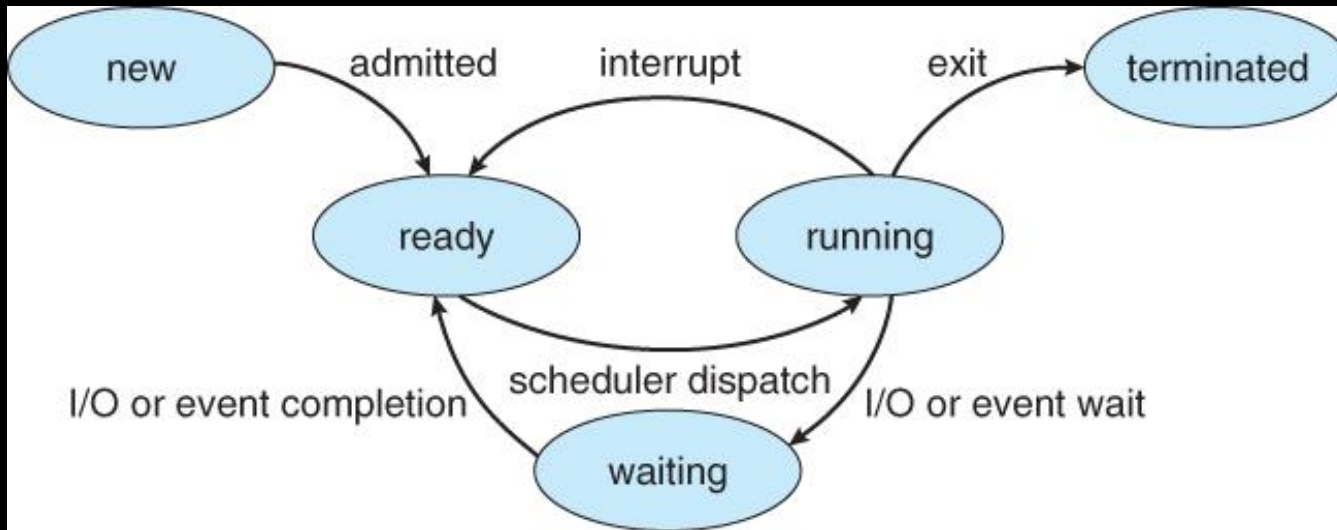 new
admitted
interrupt
exit
terminated
ready
running
scheduler dispatch
I/O or event completion
I/O or event wait
waiting